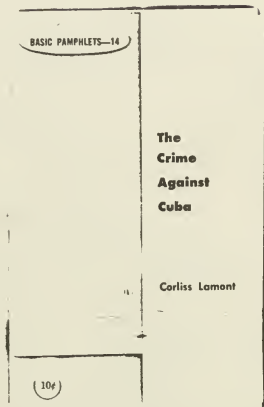 BASIC PAMPHLETS—14
The
Crime
Against
Cuba
Corliss Lamont
10¢